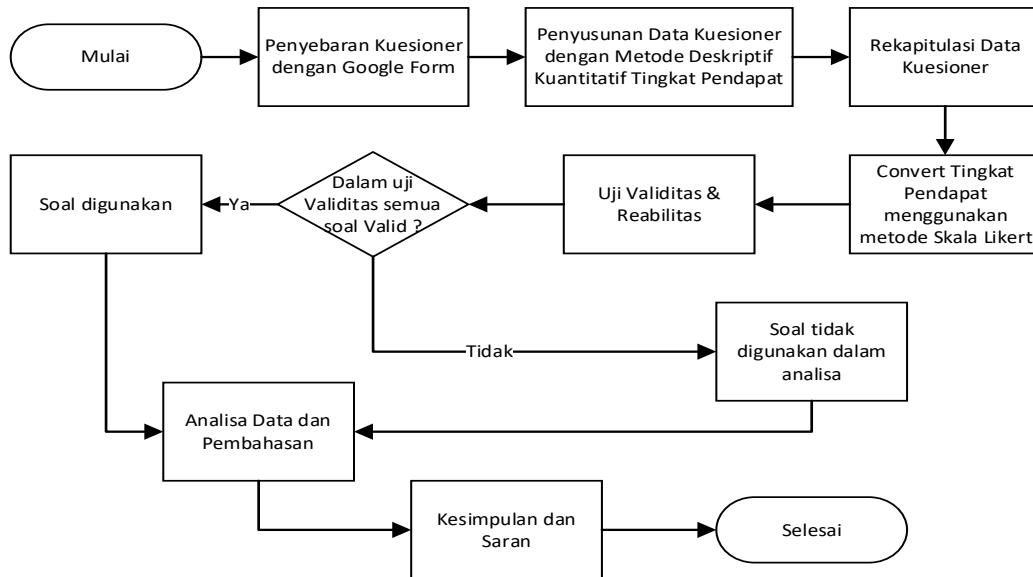 Mulai
Penyebaran Kuesioner
dengan Google Form
Penyusunan Data Kuesioner
dengan Metode Deskriptif
Kuantitatif Tingkat Pendapat
Rekapitulasi Data
Kuesioner
Convert Tingkat
Pendapat
menggunakan
metode Skala Likert
Uji Validitas &
Reabilitas
Dalam uji
Validitas semua
soal Valid ?
Ya
Soal digunakan
Tidak
Soal tidak
digunakan dalam
analisa
Analisa Data dan
Pembahasan
Kesimpulan dan
Saran
Selesai